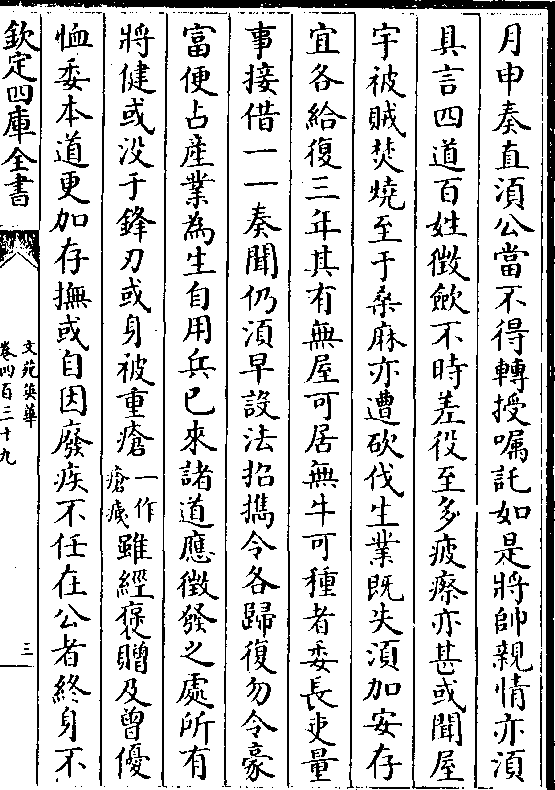 月申奏直須公當不得轉授囑託如是將帥親情亦須
具言四道百姓徴歛不時差役至多疲瘵亦甚或聞屋
宇被賊焚燒至于桑麻亦遭砍伐生業既失須加安存
宜各給復三年其有無屋可居無牛可種者委長吏量
事接借一一奏聞仍須早設法招攜令各歸復勿令豪
富便占産業為生自用兵已來諸道應徵發之處所有
將健或没于鋒刃或身被重瘡一作瘡痍雖經褒贈及曾優
恤委本道更加存撫或自因廢疾不任在公者終身不
欽定四庫全書
文苑英華
卷四百三十九
三